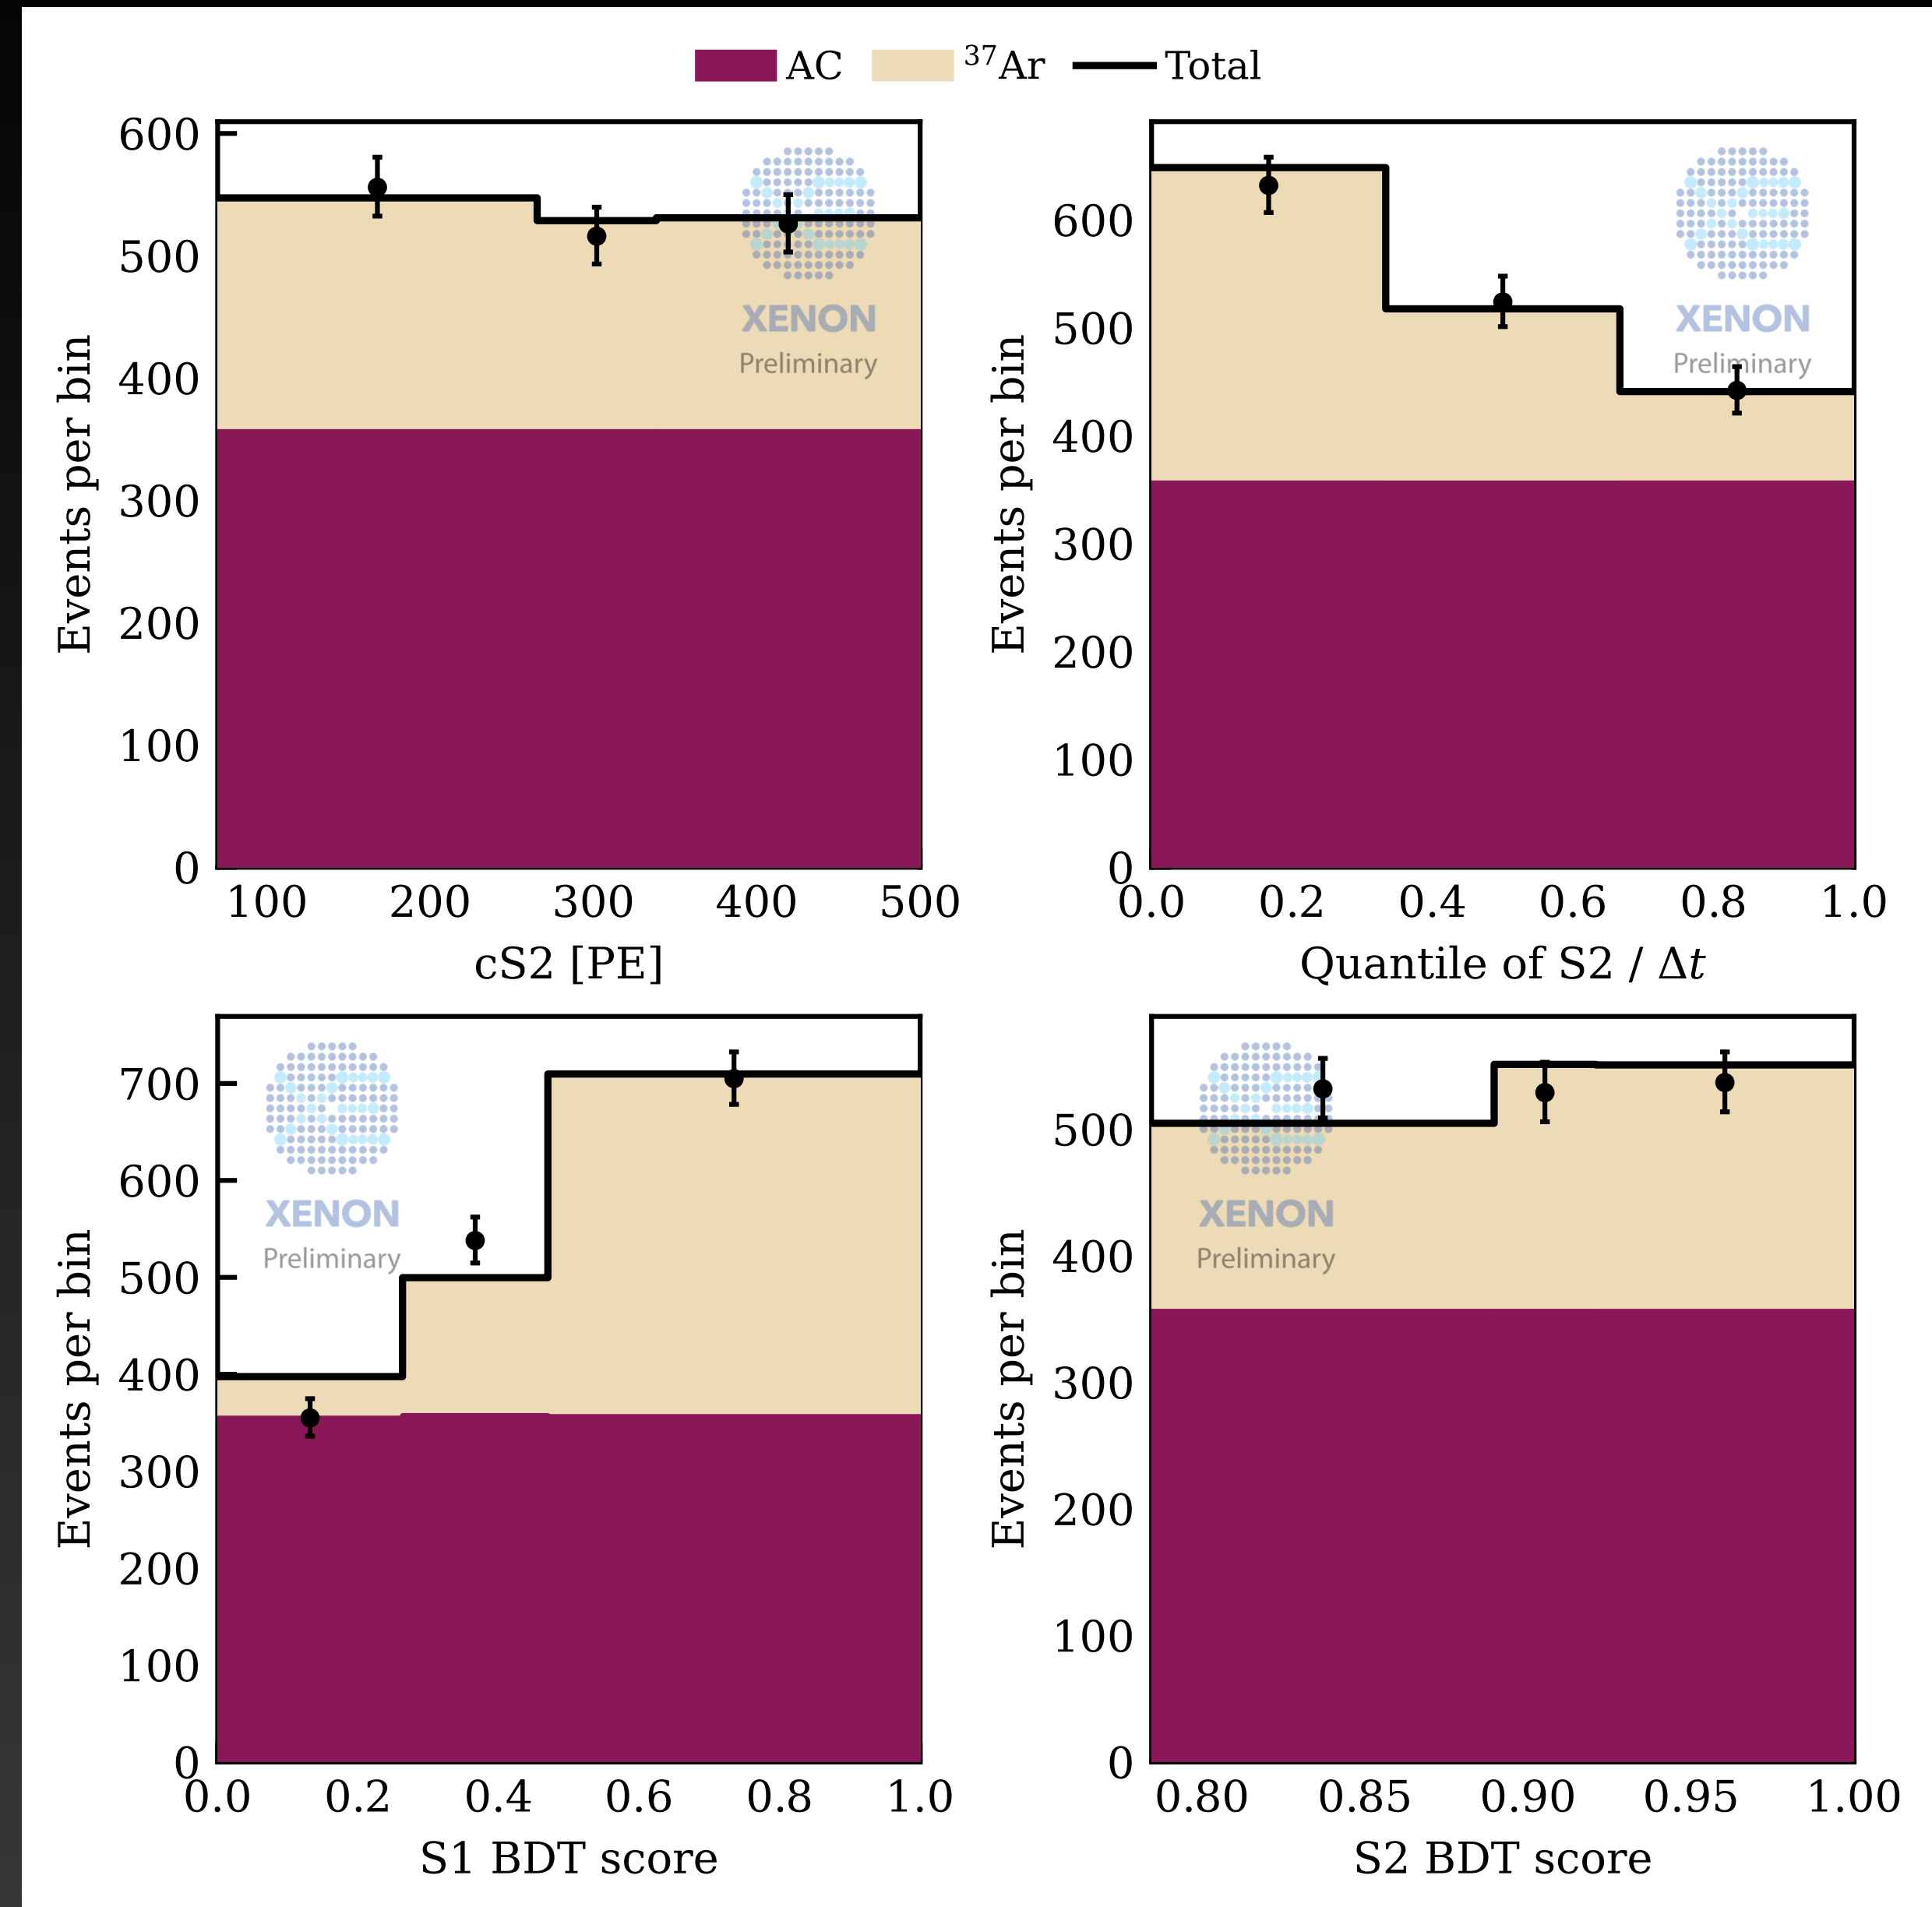 AC ³⁷Ar Total
600
500
400
300
200
100
0
Events per bin
XENON
Preliminary
100 200 300 400 500
cS2 [PE]
600
500
400
300
200
100
0
Events per bin
XENON
Preliminary
0.0 0.2 0.4 0.6 0.8 1.0
Quantile of S2 / Δt
700
600
500
400
300
200
100
0
Events per bin
XENON
Preliminary
0.0 0.2 0.4 0.6 0.8 1.0
S1 BDT score
500
400
300
200
100
0
Events per bin
XENON
Preliminary
0.80 0.85 0.90 0.95 1.00
S2 BDT score